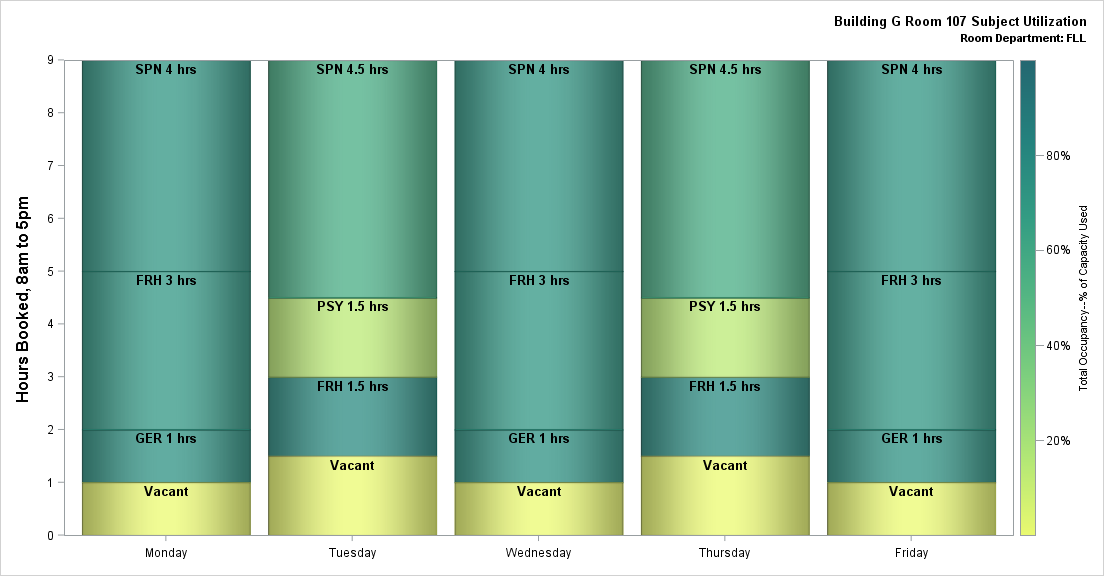 Building G Room 107 Subject Utilization
Room Department: FLL
Hours Booked, 8am to 5pm
9
8
7
6
5
4
3
2
1
0
SPN 4 hrs
FRH 3 hrs
GER 1 hrs
Vacant
Monday
SPN 4.5 hrs
PSY 1.5 hrs
FRH 1.5 hrs
Vacant
Tuesday
SPN 4 hrs
FRH 3 hrs
GER 1 hrs
Vacant
Wednesday
SPN 4.5 hrs
PSY 1.5 hrs
FRH 1.5 hrs
Vacant
Thursday
SPN 4 hrs
FRH 3 hrs
GER 1 hrs
Vacant
Friday
80%
60%
40%
20%
Total Occupancy--% of Capacity Used